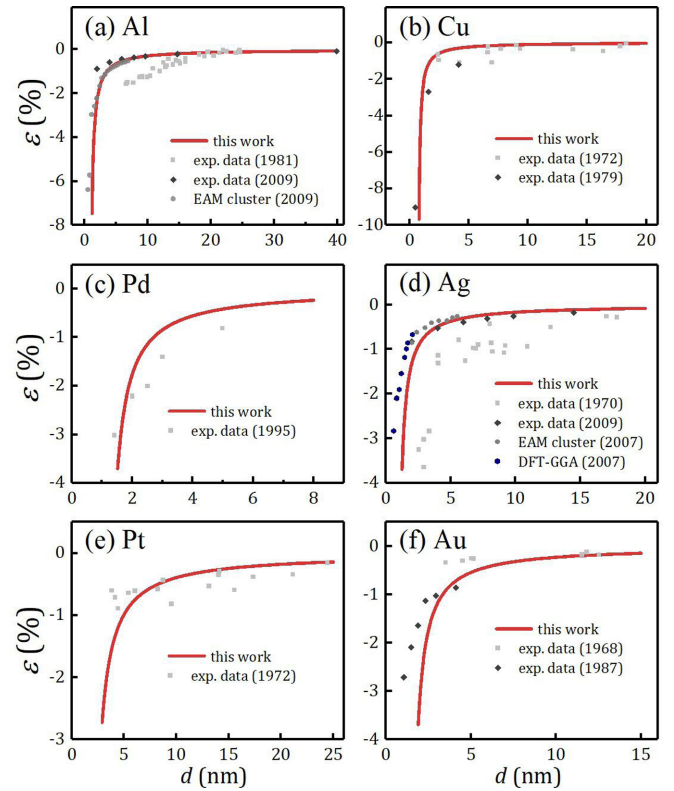 (a) Al
ε (%)
0
-2
-4
-6
-8
0
10
20
30
40
this work
exp. data (1981)
exp. data (2009)
EAM cluster (2009)
(b) Cu
0
-2
-4
-6
-8
-10
0
5
10
15
20
this work
exp. data (1972)
exp. data (1979)
(c) Pd
ε (%)
0
-1
-2
-3
-4
0
2
4
6
8
this work
exp. data (1995)
(d) Ag
0
-1
-2
-3
-4
0
5
10
15
20
this work
exp. data (1970)
exp. data (2009)
EAM cluster (2007)
DFT-GGA (2007)
(e) Pt
ε (%)
0
-1
-2
-3
0
5
10
15
20
25
d (nm)
this work
exp. data (1972)
(f) Au
0
-1
-2
-3
-4
0
5
10
15
d (nm)
this work
exp. data (1968)
exp. data (1987)